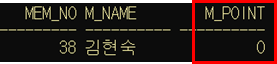 MEM_NO M_NAME M_POINT
---------- ---------- ----------
38 김현숙 0